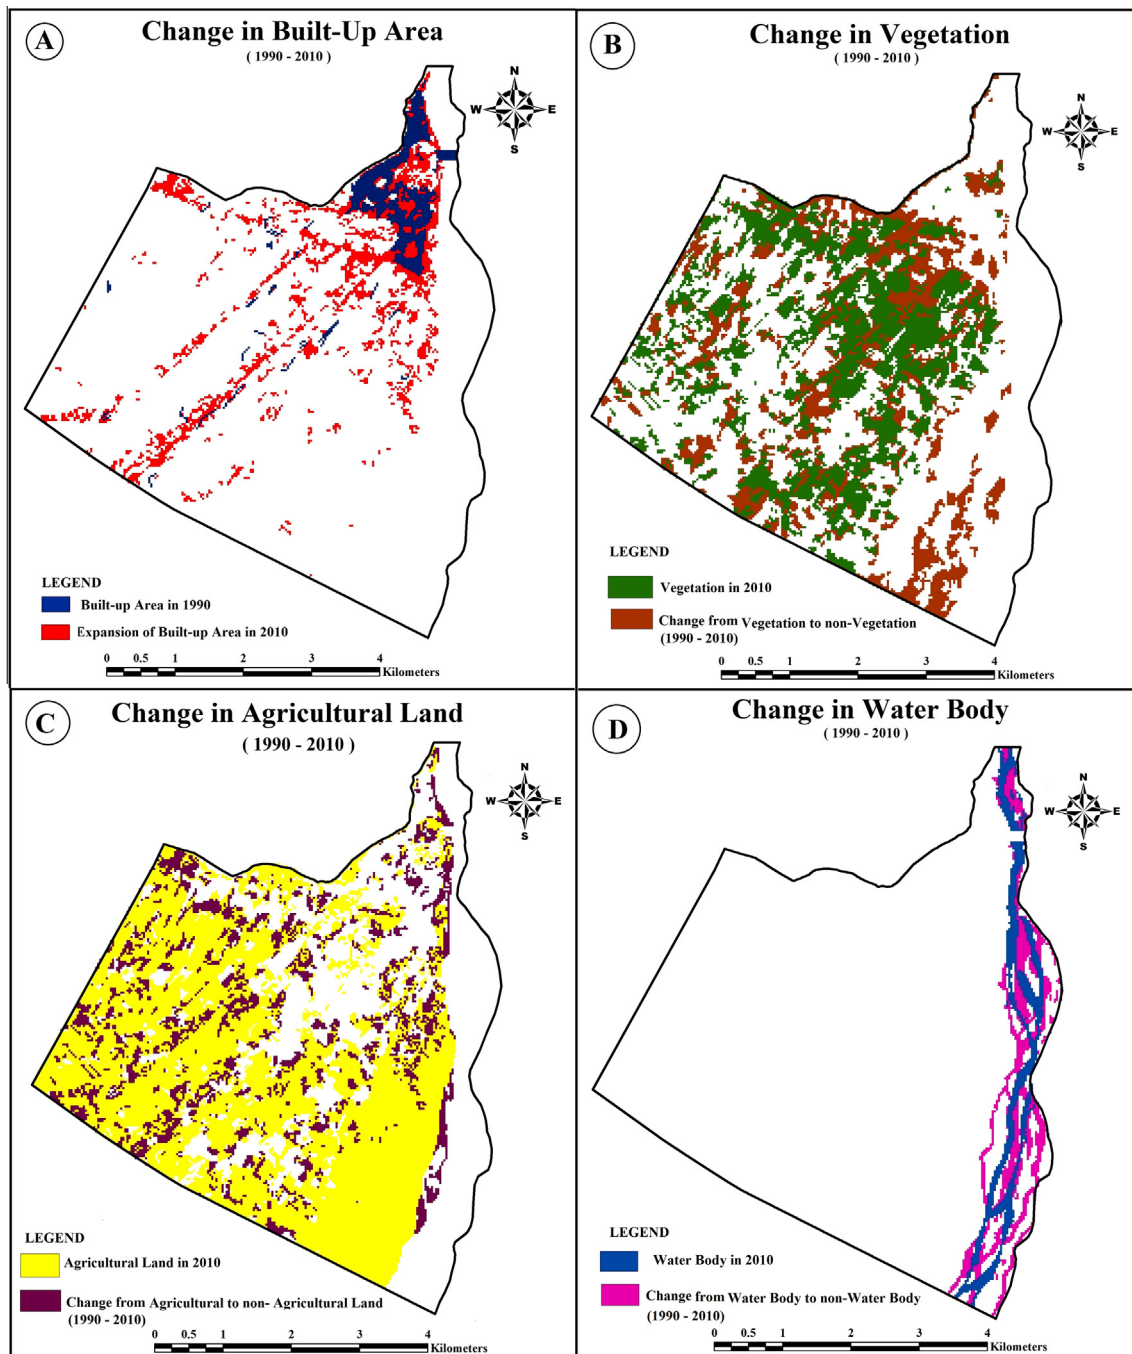 A
Change in Built-Up Area
( 1990 - 2010 )
N
W E
S
LEGEND
Built-up Area in 1990
Expansion of Built-up Area in 2010
0 0.5 1 2 3 4
Kilometers
B
Change in Vegetation
( 1990 - 2010 )
N
W E
S
LEGEND
Vegetation in 2010
Change from Vegetation to non-Vegetation
(1990 - 2010)
0 0.5 1 2 3 4
Kilometers
C
Change in Agricultural Land
( 1990 - 2010 )
N
W E
S
LEGEND
Agricultural Land in 2010
Change from Agricultural to non- Agricultural Land
(1990 - 2010)
0 0.5 1 2 3 4
Kilometers
D
Change in Water Body
( 1990 - 2010 )
N
W E
S
LEGEND
Water Body in 2010
Change from Water Body to non-Water Body
(1990 - 2010)
0 0.5 1 2 3 4
Kilometers